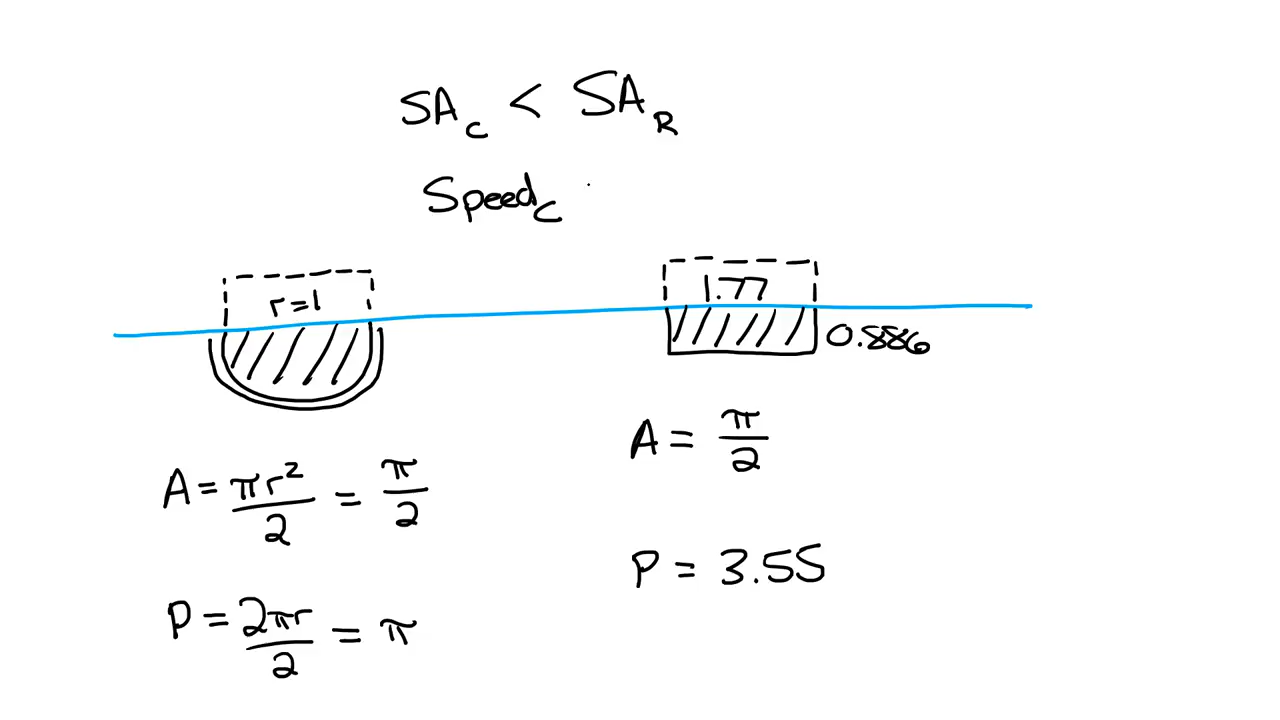 SA_C < SA_R
Speed_C
r=1
1.77
0.886
A = πr²/2 = π/2
A = π/2
P = 2πr/2 = π
P = 3.55